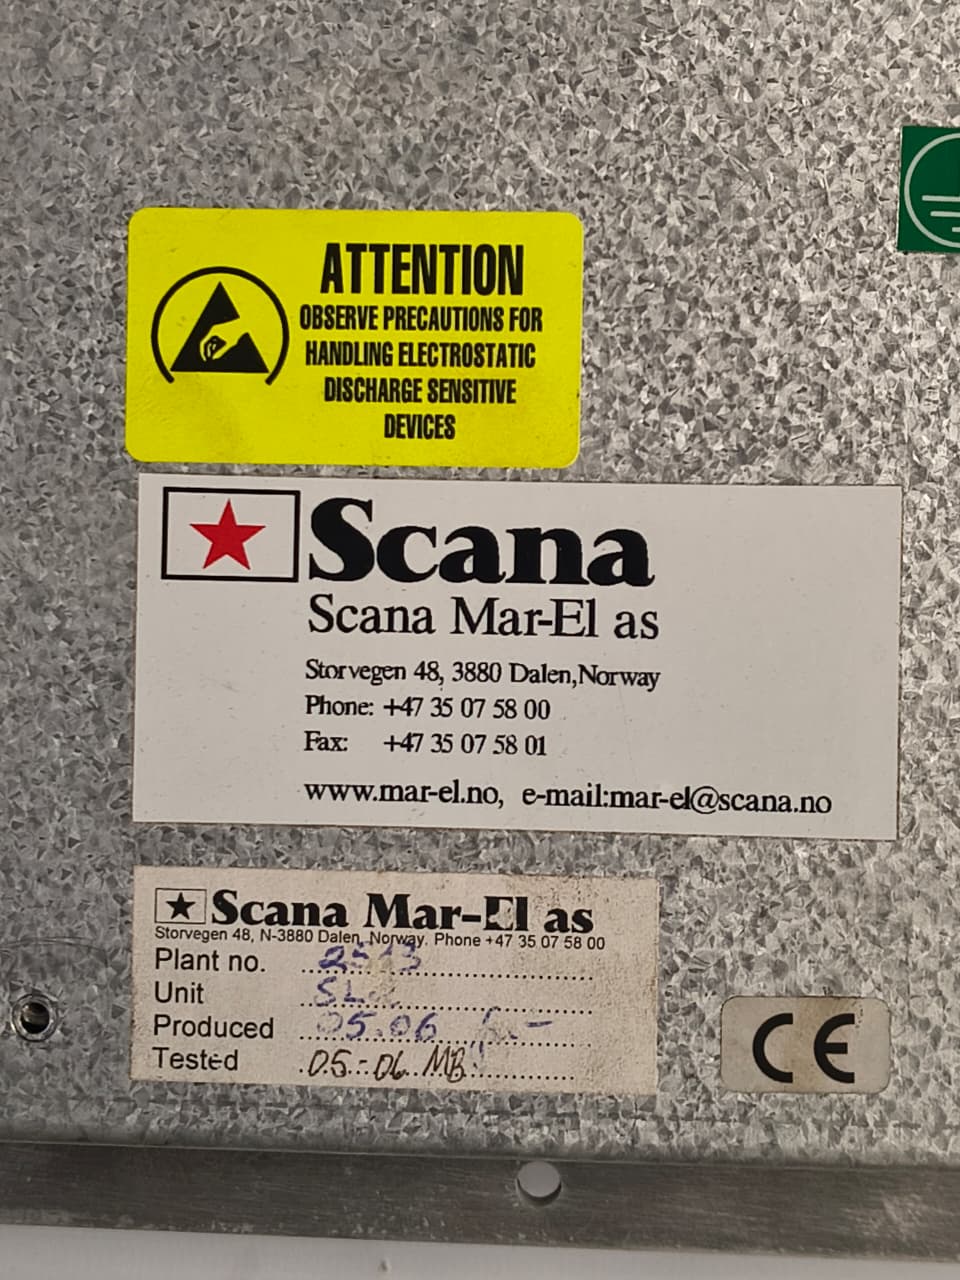 ATTENTION
OBSERVE PRECAUTIONS FOR
HANDLING ELECTROSTATIC
DISCHARGE SENSITIVE
DEVICES
Scana
Scana Mar-El as
Storvegen 48, 3880 Dalen, Norway
Phone: +47 35 07 58 00
Fax: +47 35 07 58 01
www.mar-el.no, e-mail:mar-el@scana.no
Scana Mar-El as
Storvegen 48, N-3880 Dalen, Norway. Phone +47 35 07 58 00
Plant no.
Unit
Produced 05.06
Tested 05-06 MB
CE